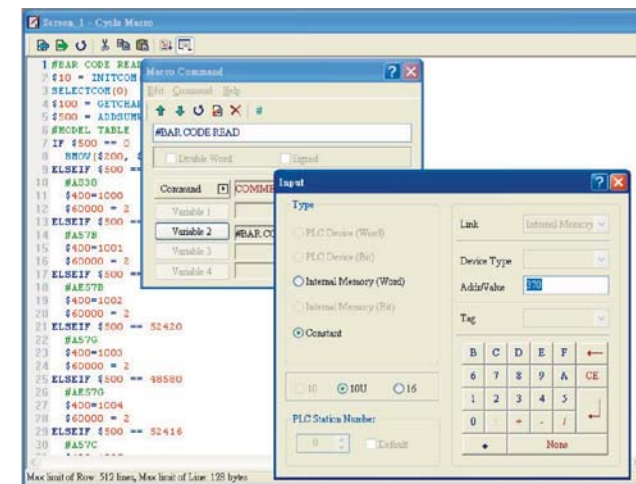 Screen_1 - Cycle Macro
1 #BAR CODE READ
2 $10 = INITCOM
3 SELECTCOM(0)
4 $100 = GETCHAR
5 $500 = ADDSUMW
6 #MODEL TABLE
7 IF $500 == 0
8 BMOV($200, $
9 ELSEIF $500 ==
10 #A530
11 $400=1000
12 $60000 = 2
13 ELSEIF $500 ==
14 #A57B
15 $400=1001
16 $60000 = 2
17 ELSEIF $500 ==
18 #AE57B
19 $400=1002
20 $60000 = 2
21 ELSEIF $500 == 52420
22 #A57G
23 $400=1003
24 $60000 = 2
25 ELSEIF $500 == 48580
26 #AE57G
27 $400=1004
28 $60000 = 2
29 ELSEIF $500 == 52416
30 #A57C
Max limit of Row: 512 lines, Max limit of Line: 128 bytes
Macro Command
Edit Command Help
#
#BAR CODE READ
Double Word Signed
Command COMME
Variable 1
Variable 2 #BAR CO
Variable 3
Variable 4
Input
Type
PLC Device (Word)
PLC Device (Bit)
Internal Memory (Word)
Internal Memory (Bit)
Constant
10 10U 16
PLC Station Number
0 Default
Link Internal Memory
Device Type
Addr/Value 370
Tag
B C D E F ←
6 7 8 9 A CE
1 2 3 4 5
0 : + - /
None